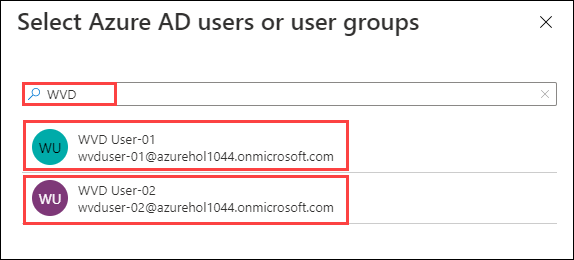 Select Azure AD users or user groups
WVD
WU
WVD User-01
wvduser-01@azurehol1044.onmicrosoft.com
WU
WVD User-02
wvduser-02@azurehol1044.onmicrosoft.com